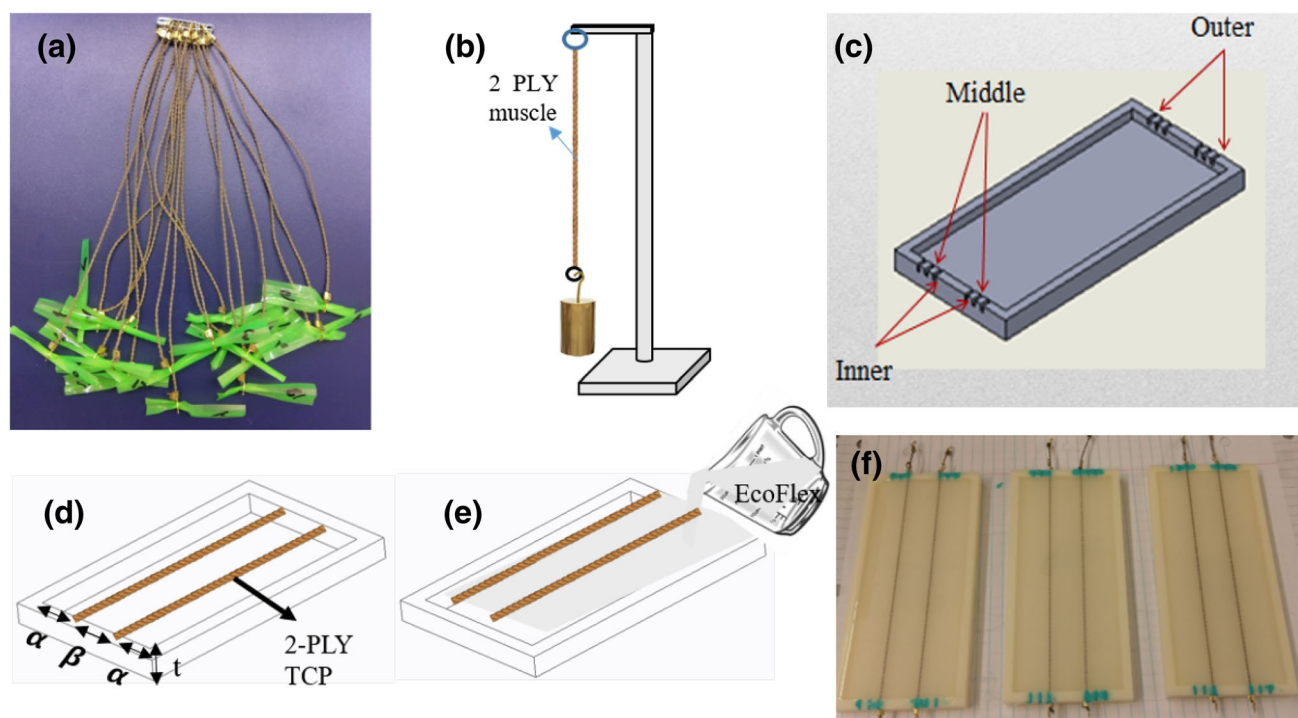 (a)
(b)
2 PLY
muscle
(c)
Outer
Middle
Inner
(d)
α
β
α
t
2-PLY
TCP
(e)
EcoFlex
(f)